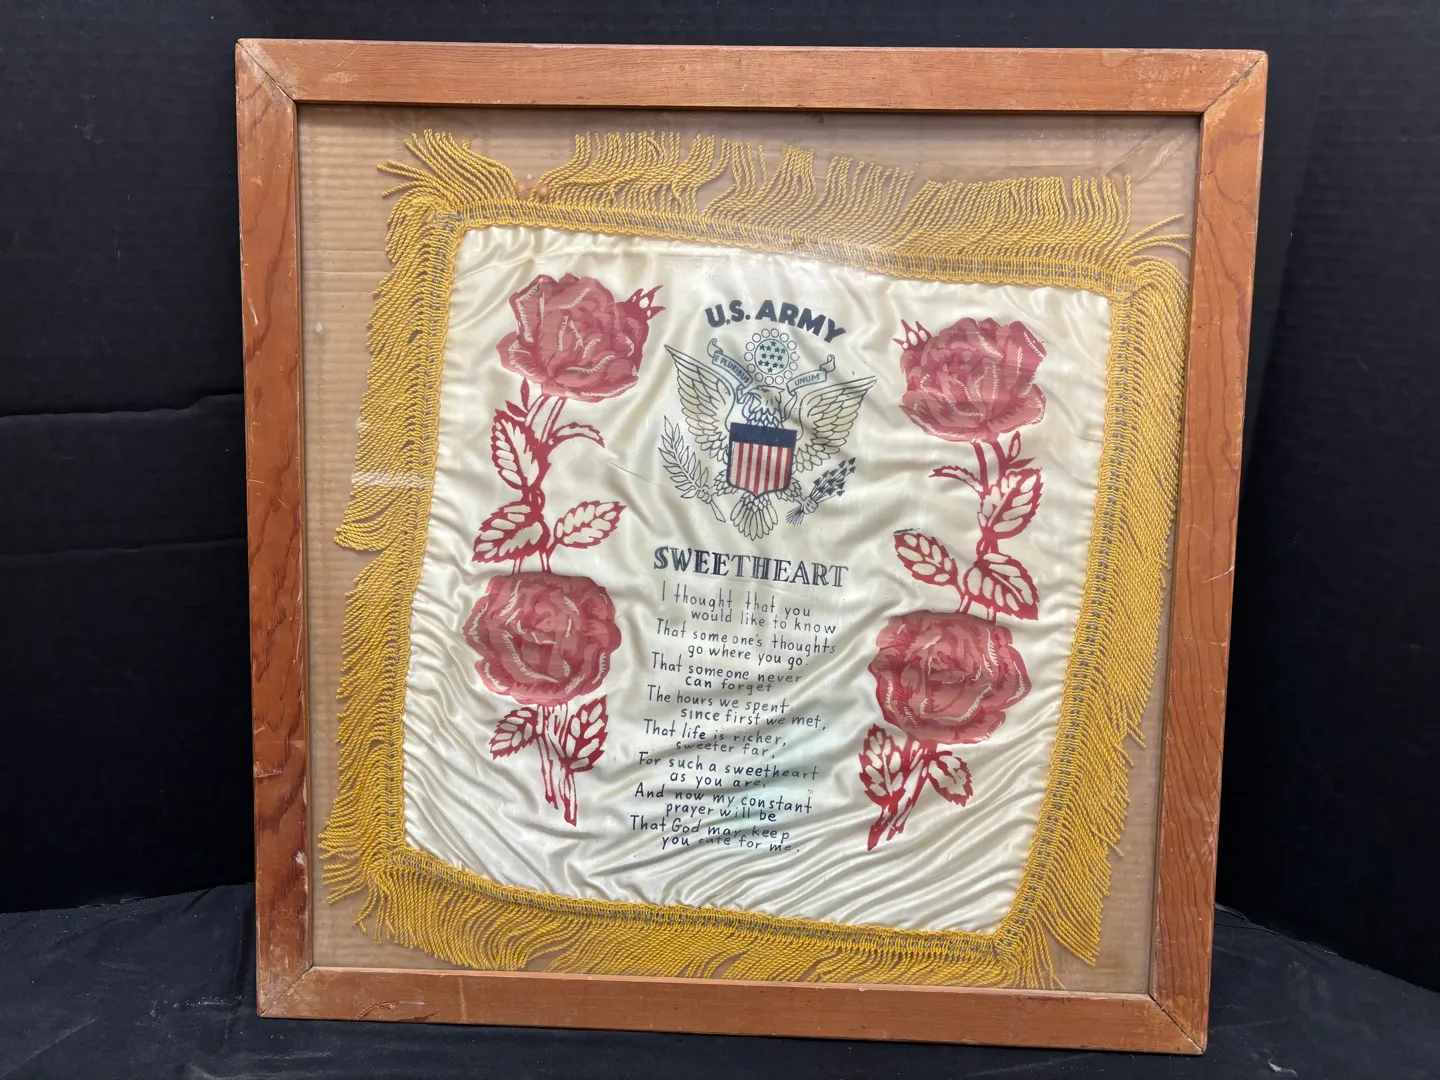 U.S. ARMY
E PLURIBUS
UNUM
SWEETHEART
I thought that you
would like to know
That some one's thoughts
go where you go.
That someone never
can forget
The hours we spent
since first we met,
That life is richer,
sweeter far,
For such a sweetheart
as you are,
And now my constant
prayer will be
That God may keep
you safe for me.